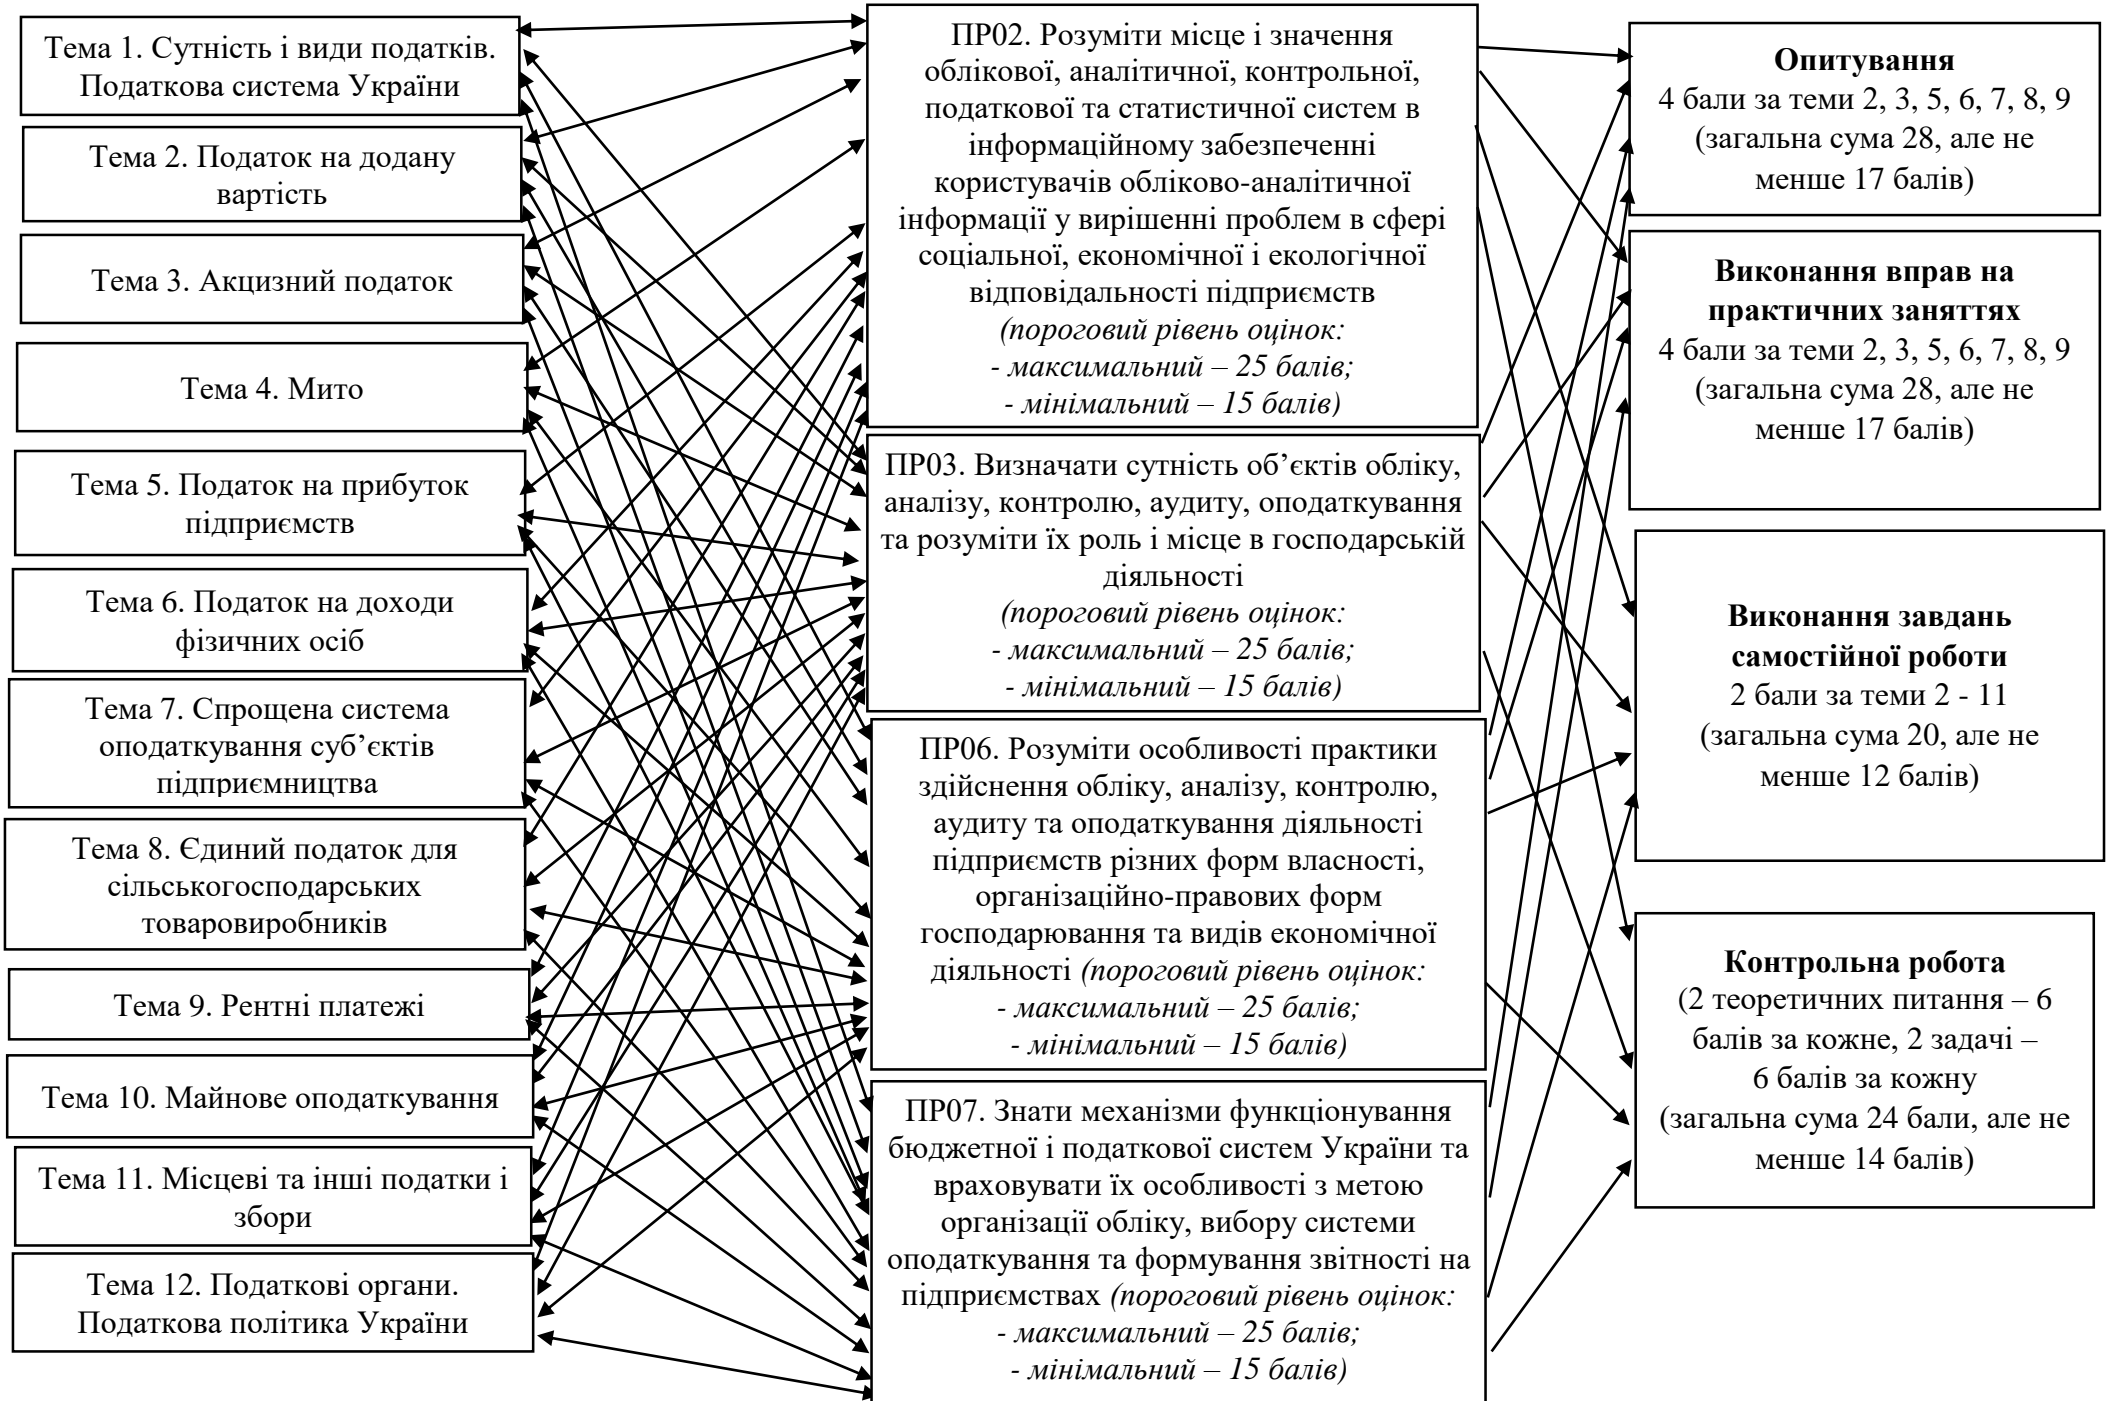 Тема 1. Сутність і види податків.
Податкова система України
Тема 2. Податок на додану
вартість
Тема 3. Акцизний податок
Тема 4. Мито
Тема 5. Податок на прибуток
підприємств
Тема 6. Податок на доходи
фізичних осіб
Тема 7. Спрощена система
оподаткування суб’єктів
підприємництва
Тема 8. Єдиний податок для
сільськогосподарських
товаровиробників
Тема 9. Рентні платежі
Тема 10. Майнове оподаткування
Тема 11. Місцеві та інші податки і
збори
Тема 12. Податкові органи.
Податкова політика України
ПР02. Розуміти місце і значення
облікової, аналітичної, контрольної,
податкової та статистичної систем в
інформаційному забезпеченні
користувачів обліково-аналітичної
інформації у вирішенні проблем в сфері
соціальної, економічної і екологічної
відповідальності підприємств
(пороговий рівень оцінок:
- максимальний – 25 балів;
- мінімальний – 15 балів)
ПР03. Визначати сутність об’єктів обліку,
аналізу, контролю, аудиту, оподаткування
та розуміти їх роль і місце в господарській
діяльності
(пороговий рівень оцінок:
- максимальний – 25 балів;
- мінімальний – 15 балів)
ПР06. Розуміти особливості практики
здійснення обліку, аналізу, контролю,
аудиту та оподаткування діяльності
підприємств різних форм власності,
організаційно-правових форм
господарювання та видів економічної
діяльності (пороговий рівень оцінок:
- максимальний – 25 балів;
- мінімальний – 15 балів)
ПР07. Знати механізми функціонування
бюджетної і податкової систем України та
враховувати їх особливості з метою
організації обліку, вибору системи
оподаткування та формування звітності на
підприємствах (пороговий рівень оцінок:
- максимальний – 25 балів;
- мінімальний – 15 балів)
Опитування
4 бали за теми 2, 3, 5, 6, 7, 8, 9
(загальна сума 28, але не
менше 17 балів)
Виконання вправ на
практичних заняттях
4 бали за теми 2, 3, 5, 6, 7, 8, 9
(загальна сума 28, але не
менше 17 балів)
Виконання завдань
самостійної роботи
2 бали за теми 2 - 11
(загальна сума 20, але не
менше 12 балів)
Контрольна робота
(2 теоретичних питання – 6
балів за кожне, 2 задачі –
6 балів за кожну
(загальна сума 24 бали, але не
менше 14 балів)